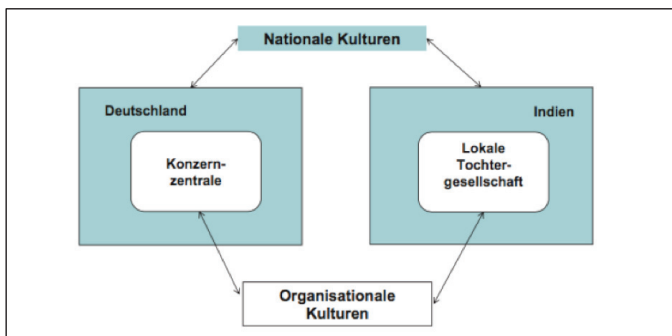 Nationale Kulturen
Deutschland
Konzern-
zentrale
Indien
Lokale
Tochter-
gesellschaft
Organisationale
Kulturen